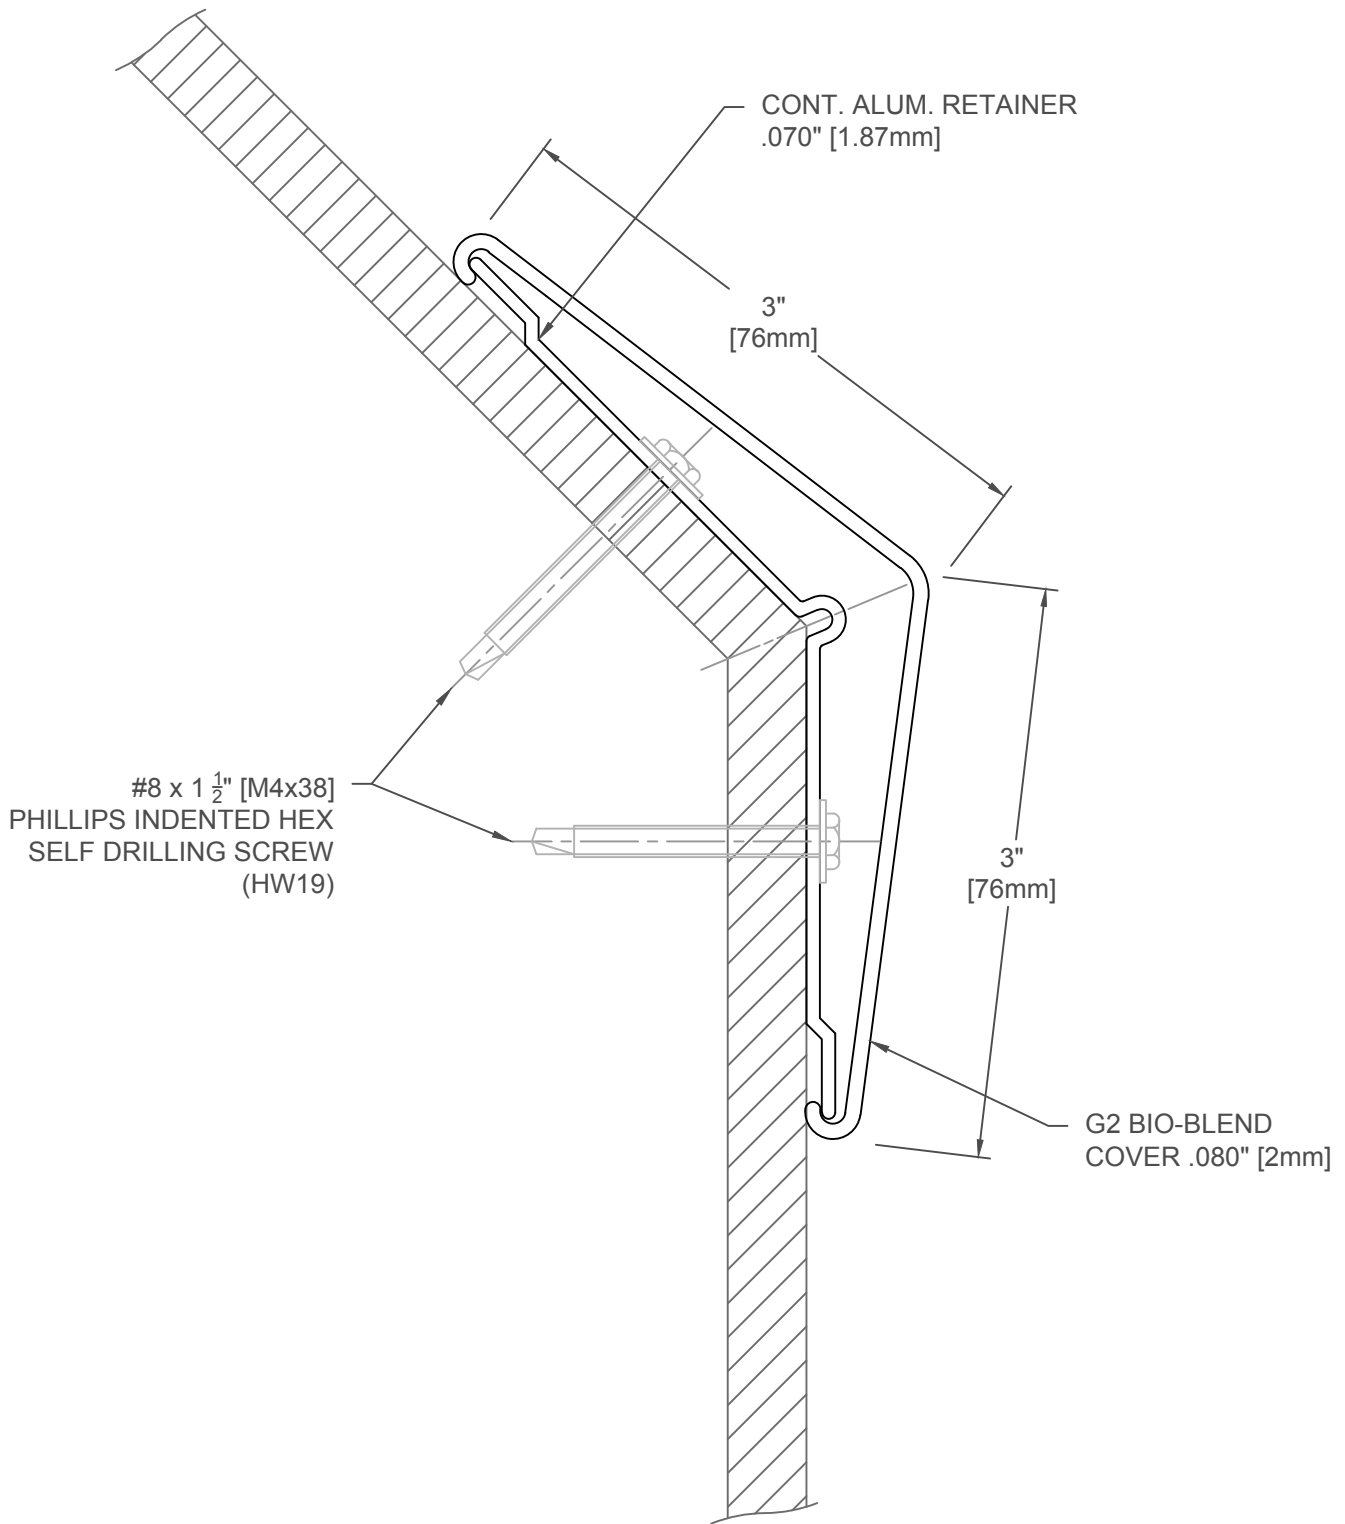 CONT. ALUM. RETAINER
.070" [1.87mm]
3"
[76mm]
#8 x 1 1/2" [M4x38]
PHILLIPS INDENTED HEX
SELF DRILLING SCREW
(HW19)
3"
[76mm]
G2 BIO-BLEND
COVER .080" [2mm]